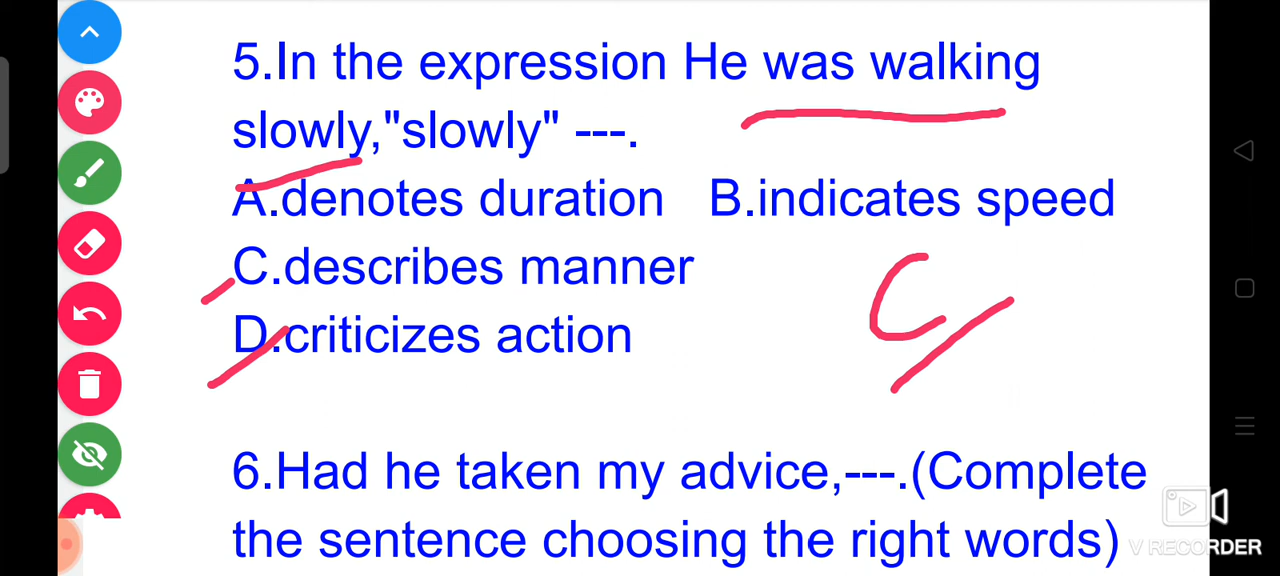 5.In the expression He was walking
slowly,"slowly" ---.
A.denotes duration B.indicates speed
C.describes manner
D.criticizes action
C
6.Had he taken my advice,---.(Complete
the sentence choosing the right words)
V RECORDER